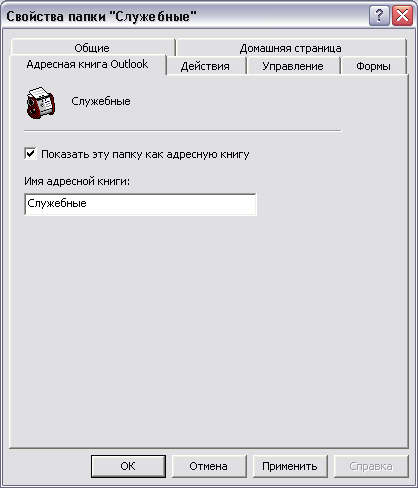 Свойства папки "Служебные"
Общие Домашняя страница
Адресная книга Outlook Действия Управление Формы
Служебные
Показать эту папку как адресную книгу
Имя адресной книги:
Служебные
ОК Отмена Применить Справка